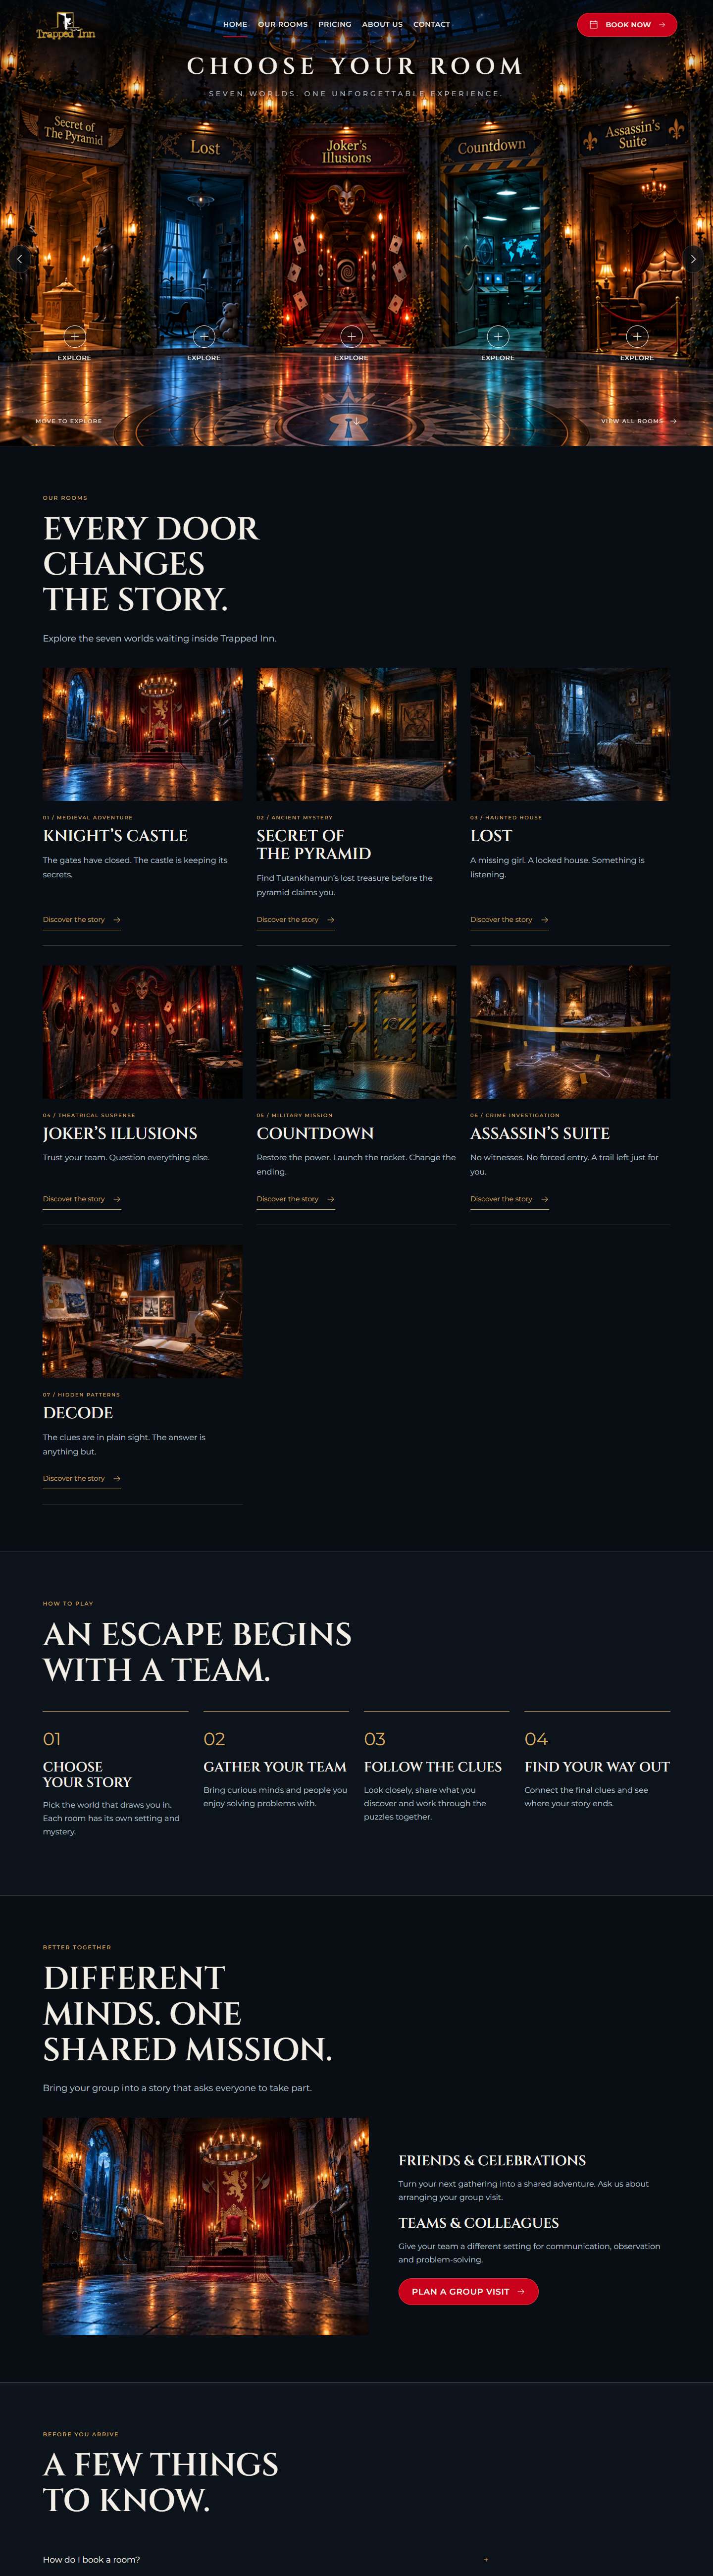 Trapped Inn
HOME OUR ROOMS PRICING ABOUT US CONTACT
BOOK NOW →
CHOOSE YOUR ROOM
SEVEN WORLDS. ONE UNFORGETTABLE EXPERIENCE.
Secret of
The Pyramid
Lost
Joker's
Illusions
Countdown
Assassin's
Suite
EXPLORE EXPLORE EXPLORE EXPLORE EXPLORE
MOVE TO EXPLORE
VIEW ALL ROOMS →
OUR ROOMS
EVERY DOOR
CHANGES
THE STORY.
Explore the seven worlds waiting inside Trapped Inn.
01 / MEDIEVAL ADVENTURE
KNIGHT’S CASTLE
The gates have closed. The castle is keeping its
secrets.
Discover the story →
02 / ANCIENT MYSTERY
SECRET OF
THE PYRAMID
Find Tutankhamun’s lost treasure before the
pyramid claims you.
Discover the story →
03 / HAUNTED HOUSE
LOST
A missing girl. A locked house. Something is
listening.
Discover the story →
04 / THEATRICAL SUSPENSE
JOKER’S ILLUSIONS
Trust your team. Question everything else.
Discover the story →
05 / MILITARY MISSION
COUNTDOWN
Restore the power. Launch the rocket. Change the
ending.
Discover the story →
06 / CRIME INVESTIGATION
ASSASSIN’S SUITE
No witnesses. No forced entry. A trail left just for
you.
Discover the story →
07 / HIDDEN PATTERNS
DECODE
The clues are in plain sight. The answer is
anything but.
Discover the story →
HOW TO PLAY
AN ESCAPE BEGINS
WITH A TEAM.
01
CHOOSE
YOUR STORY
Pick the world that draws you in.
Each room has its own setting and
mystery.
02
GATHER YOUR TEAM
Bring curious minds and people you
enjoy solving problems with.
03
FOLLOW THE CLUES
Look closely, share what you
discover and work through the
puzzles together.
04
FIND YOUR WAY OUT
Connect the final clues and see
where your story ends.
BETTER TOGETHER
DIFFERENT
MINDS. ONE
SHARED MISSION.
Bring your group into a story that asks everyone to take part.
FRIENDS & CELEBRATIONS
Turn your next gathering into a shared adventure. Ask us about
arranging your group visit.
TEAMS & COLLEAGUES
Give your team a different setting for communication, observation
and problem-solving.
PLAN A GROUP VISIT →
BEFORE YOU ARRIVE
A FEW THINGS
TO KNOW.
How do I book a room? +